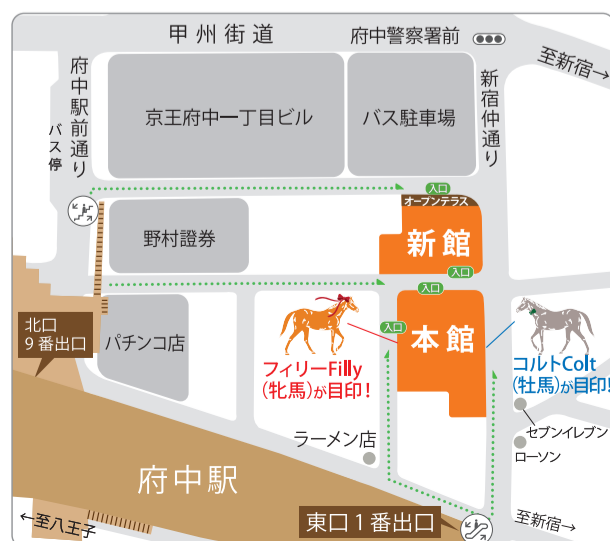 甲州街道
府中警察署前
至新宿→
府中駅前通り
バス停
京王府中一丁目ビル
バス駐車場
新宿仲通り
入口
オープンテラス
新館
野村證券
入口
入口
北口
9番出口
パチンコ店
入口
本館
フィリーFilly
(牝馬)が目印!
コルトColt
(牡馬)が目印!
セブンイレブン
ローソン
ラーメン店
府中駅
東口1番出口
←至八王子
至新宿→